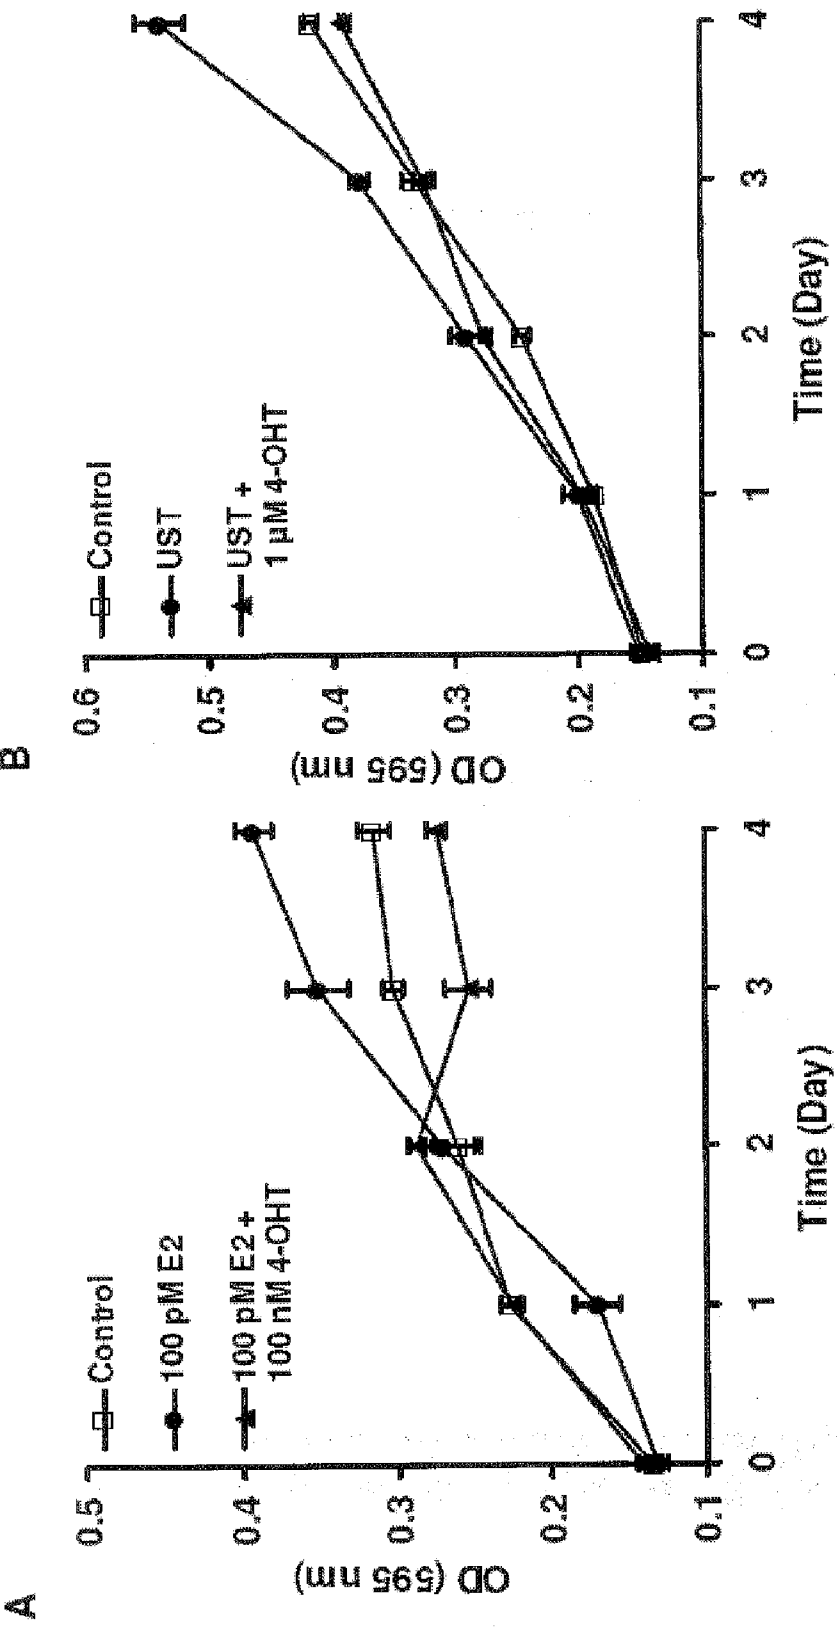 A
OD (595 nm)
0.5
0.4
0.3
0.2
0.1
Control
100 pM E2
100 pM E2 +
100 nM 4-OHT
0
1
2
3
4
Time (Day)
B
OD (595 nm)
0.6
0.5
0.4
0.3
0.2
0.1
Control
UST
UST +
1 µM 4-OHT
0
1
2
3
4
Time (Day)